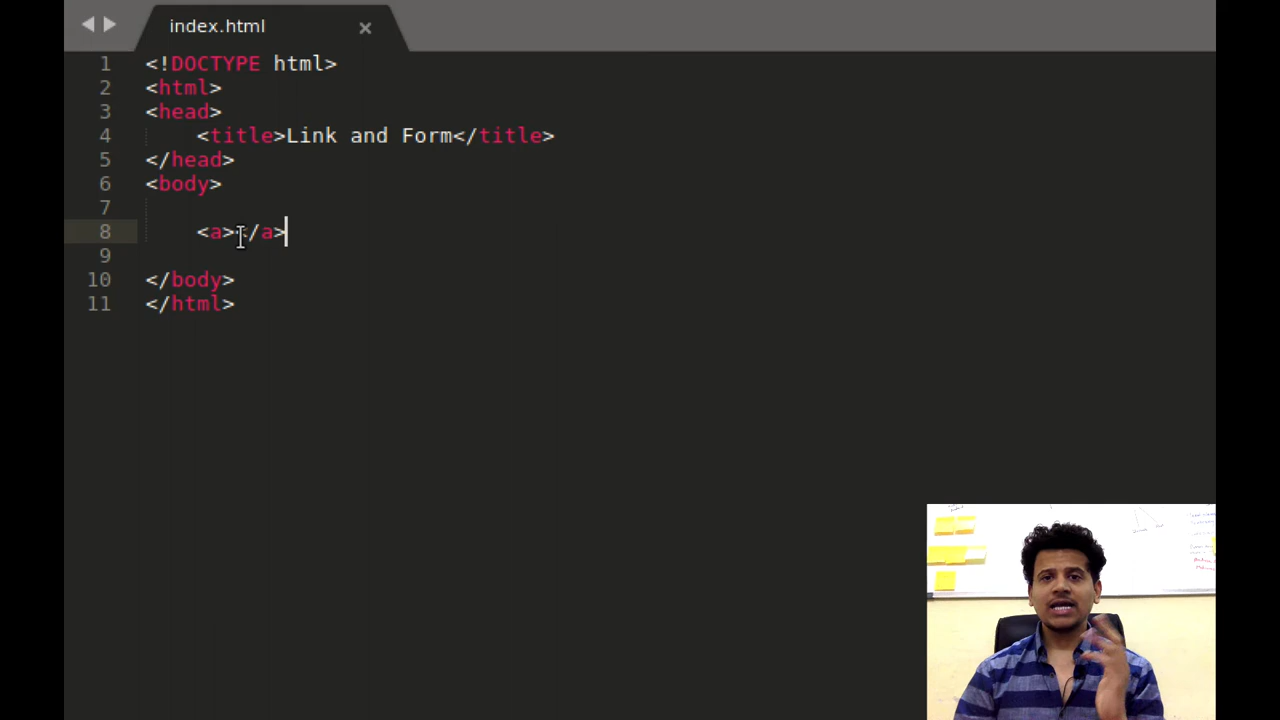 index.html
1 <!DOCTYPE html>
2 <html>
3 <head>
4 <title>Link and Form</title>
5 </head>
6 <body>
7
8 <a></a>
9
10 </body>
11 </html>